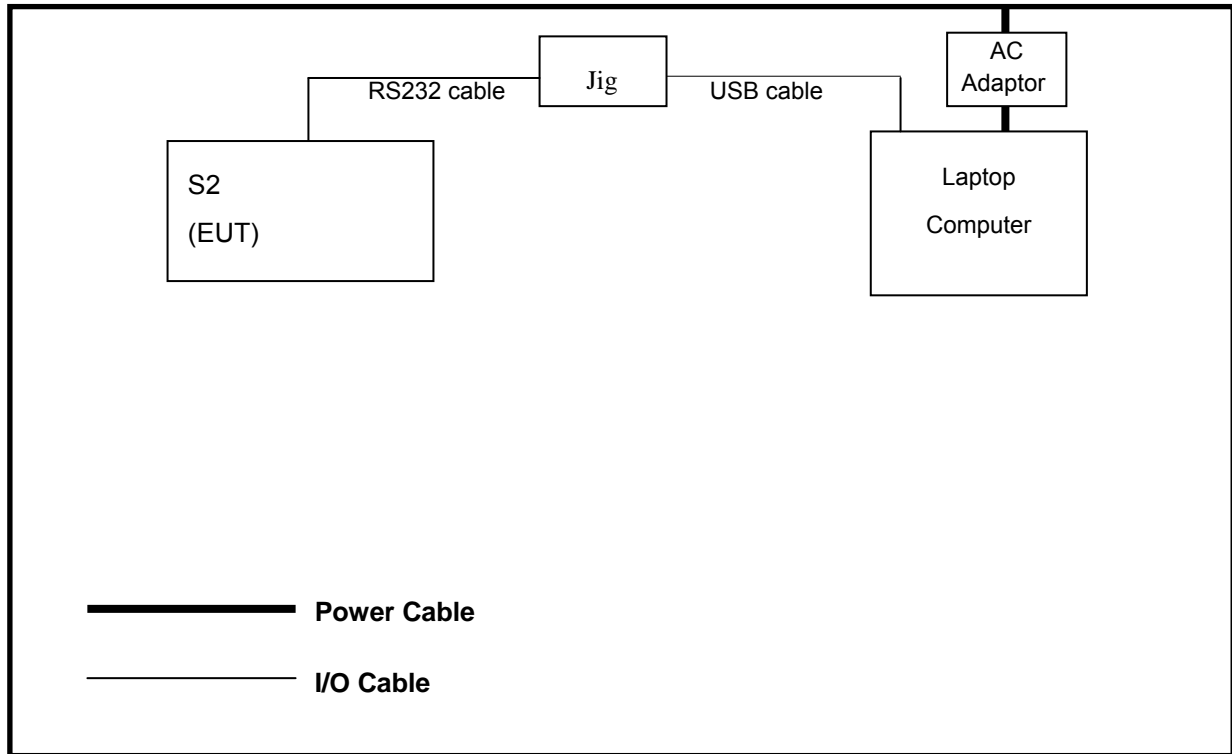 AC
Adaptor
Jig
RS232 cable
USB cable
S2
(EUT)
Laptop
Computer
Power Cable
I/O Cable